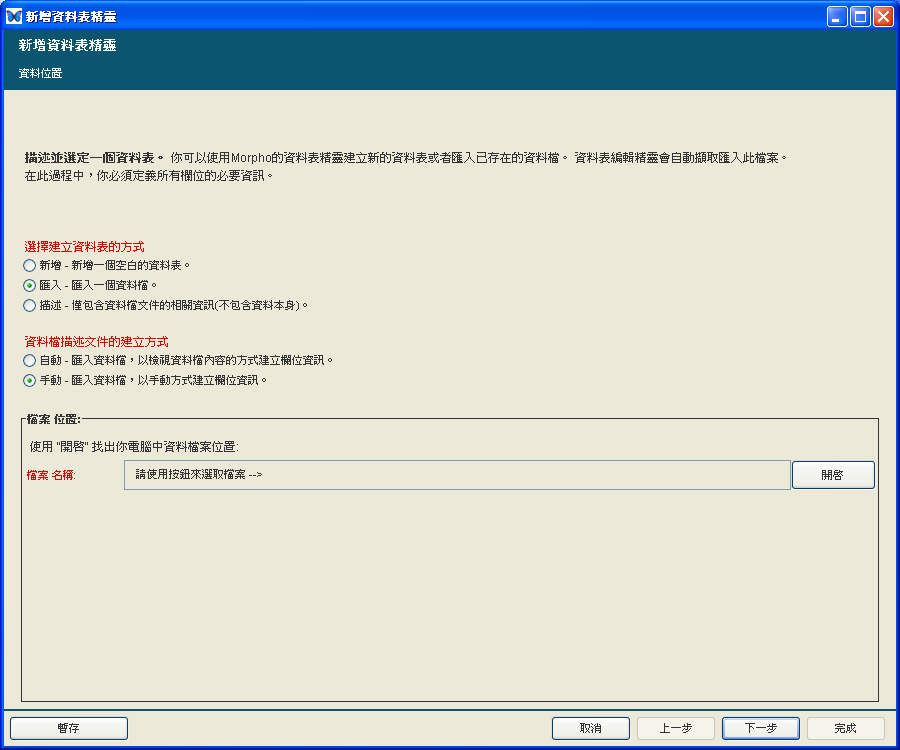 新增資料表精靈
新增資料表精靈
資料位置
描述並選定一個資料表。 你可以使用Morpho的資料表精靈建立新的資料表或者匯入已存在的資料檔。 資料表編輯精靈會自動擷取匯入此檔案。
在此過程中，你必須定義所有欄位的必要資訊。
選擇建立資料表的方式
新增 - 新增一個空白的資料表。
匯入 - 匯入一個資料檔。
描述 - 僅包含資料檔文件的相關資訊(不包含資料本身)。
資料檔描述文件的建立方式
自動 - 匯入資料檔，以檢視資料檔內容的方式建立欄位資訊。
手動 - 匯入資料檔，以手動方式建立欄位資訊。
檔案 位置:
使用 "開啓" 找出你電腦中資料檔案位置:
檔案 名稱: 請使用按鈕來選取檔案 --> 開啓
暫存 取消 上一步 下一步 完成